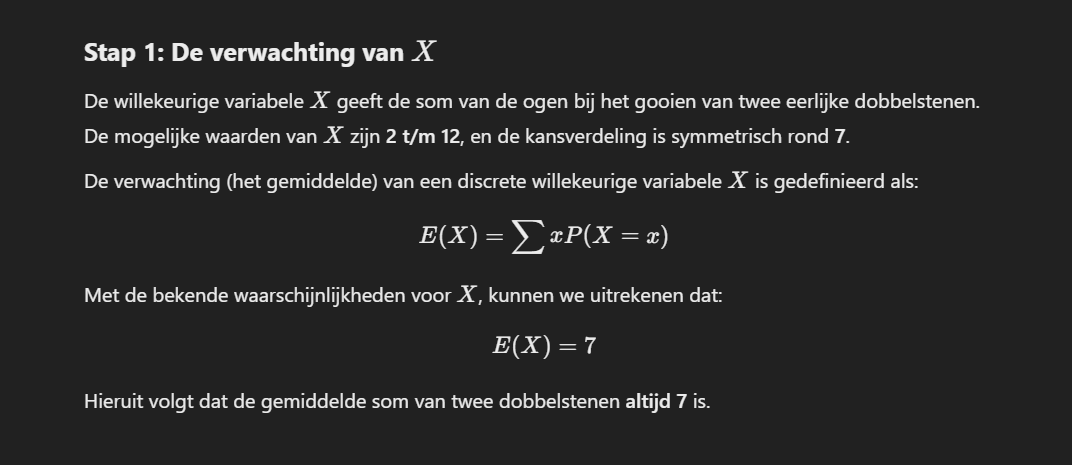 Stap 1: De verwachting van X
De willekeurige variabele X geeft de som van de ogen bij het gooien van twee eerlijke dobbelstenen.
De mogelijke waarden van X zijn 2 t/m 12, en de kansverdeling is symmetrisch rond 7.
De verwachting (het gemiddelde) van een discrete willekeurige variabele X is gedefinieerd als:
E(X) = ∑ xP(X = x)
Met de bekende waarschijnlijkheden voor X, kunnen we uitrekenen dat:
E(X) = 7
Hieruit volgt dat de gemiddelde som van twee dobbelstenen altijd 7 is.